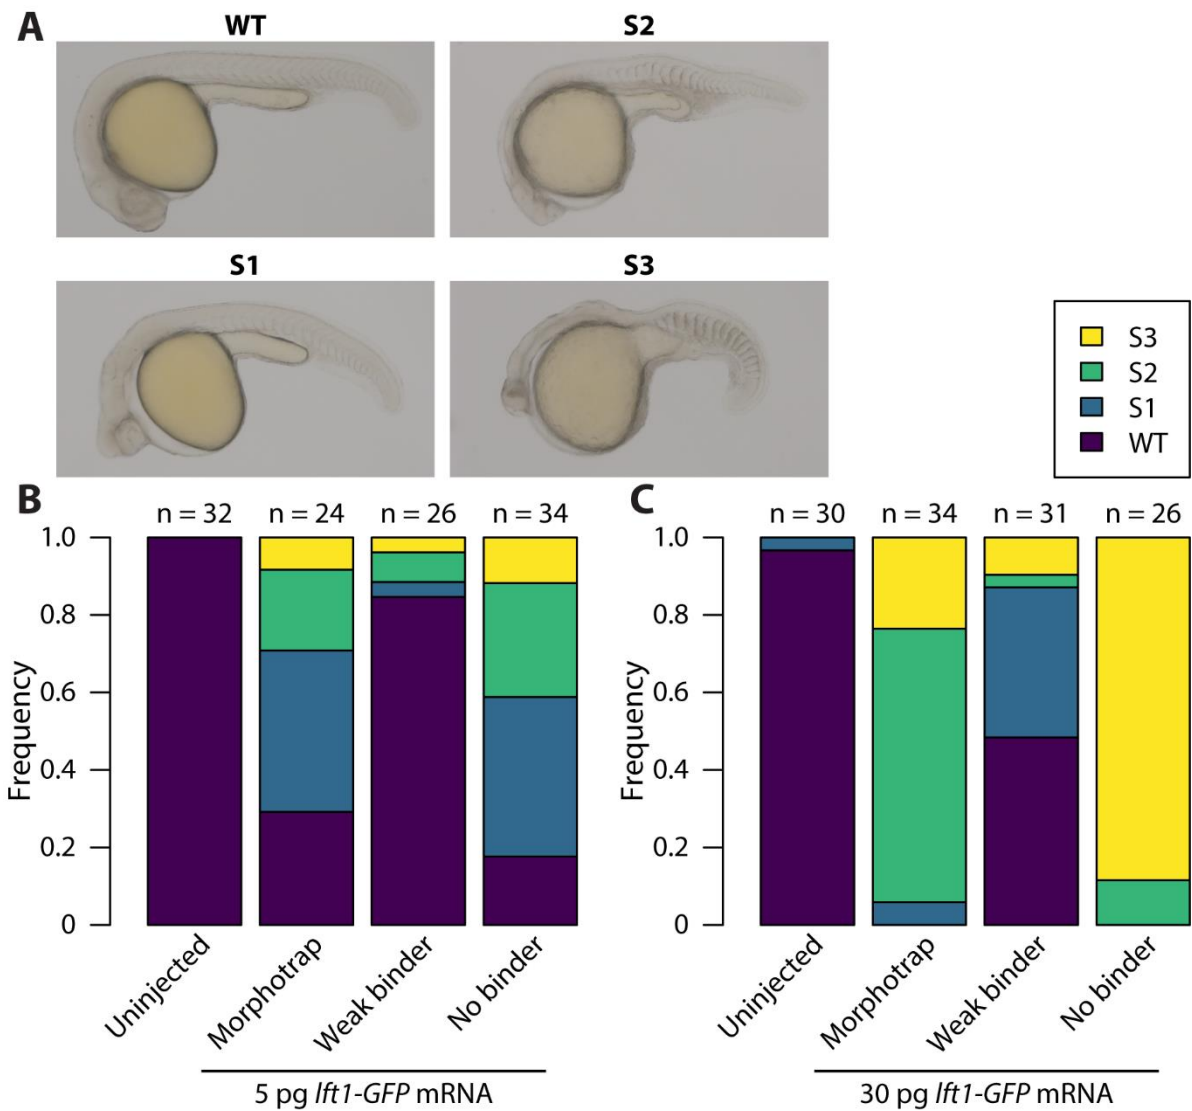 A
WT
S2
S1
S3
S3
S2
S1
WT
B
n = 32
n = 24
n = 26
n = 34
1.0
0.8
0.6
0.4
0.2
0
Frequency
Uninjected
Morphotrap
Weak binder
No binder
5 pg lft1-GFP mRNA
C
n = 30
n = 34
n = 31
n = 26
1.0
0.8
0.6
0.4
0.2
0
Frequency
Uninjected
Morphotrap
Weak binder
No binder
30 pg lft1-GFP mRNA